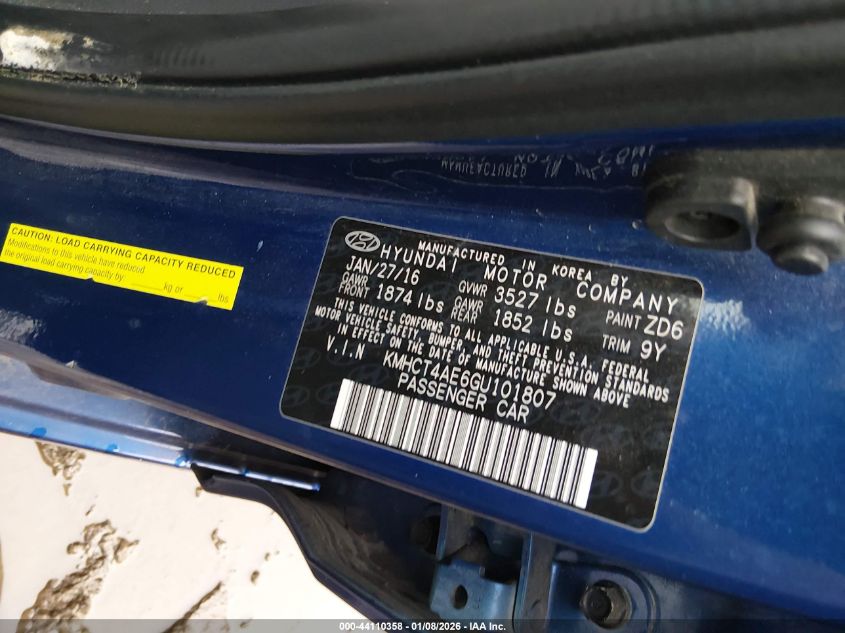 CAUTION: LOAD CARRYING CAPACITY REDUCED
Modifications to this vehicle have reduced
the original load carrying capacity by: ____ kg or ____ lbs
MANUFACTURED IN KOREA BY
HYUNDAI MOTOR COMPANY
JAN/27/16 GVWR 3527 lbs PAINT ZD6
GAWR FRONT 1874 lbs GAWR REAR 1852 lbs TRIM 9Y
THIS VEHICLE CONFORMS TO ALL APPLICABLE U.S.A. FEDERAL
MOTOR VEHICLE SAFETY, BUMPER AND THEFT PREVENTION STANDARDS
IN EFFECT ON THE DATE OF MANUFACTURE SHOWN ABOVE
V.I.N KMHCT4AE6GU101807
PASSENGER CAR
000-44110358 - 01/08/2026 - IAA Inc.